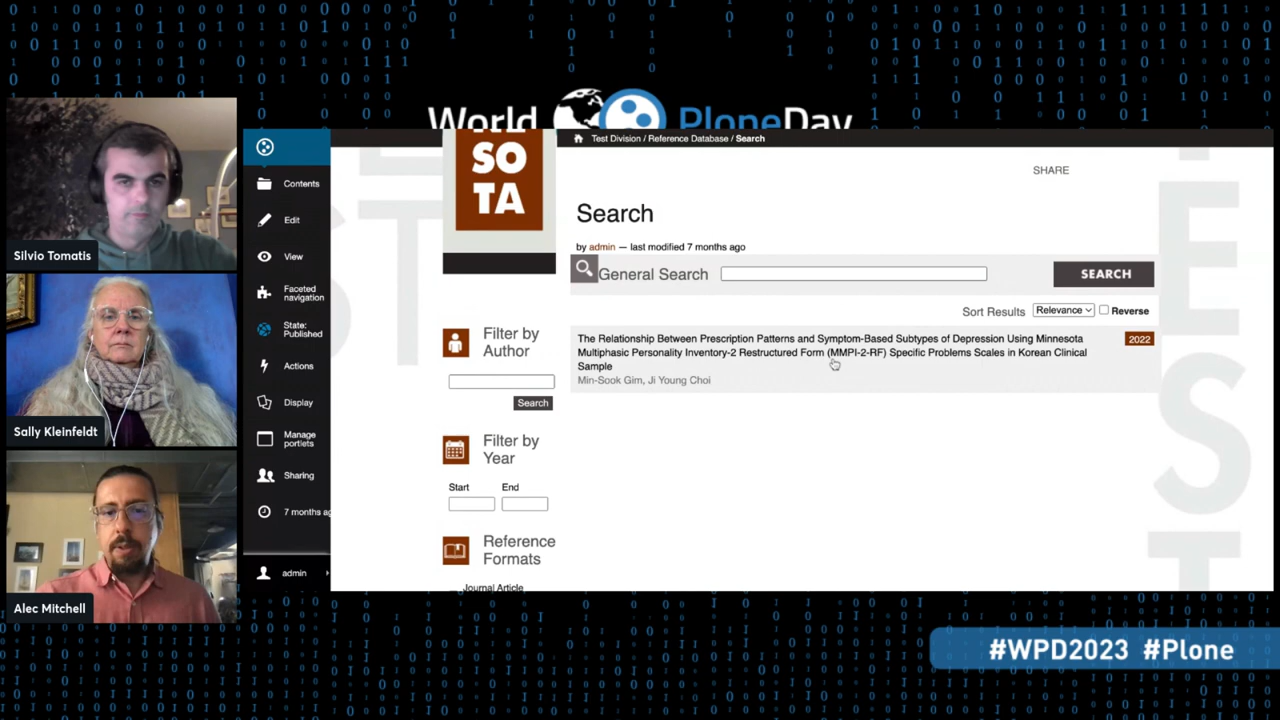 World PloneDay
Silvio Tomatis
Sally Kleinfeldt
Alec Mitchell
Contents
Edit
View
Faceted
navigation
State:
Published
Actions
Display
Manage
portlets
Sharing
7 months ag
admin
SO
TA
Test Division / Reference Database / Search
SHARE
Search
by admin — last modified 7 months ago
General Search
SEARCH
Sort Results Relevance Reverse
The Relationship Between Prescription Patterns and Symptom-Based Subtypes of Depression Using Minnesota
Multiphasic Personality Inventory-2 Restructured Form (MMPI-2-RF) Specific Problems Scales in Korean Clinical
Sample
2022
Min-Sook Gim, Ji Young Choi
Filter by
Author
Search
Filter by
Year
Start End
Reference
Formats
Journal Article
#WPD2023 #Plone